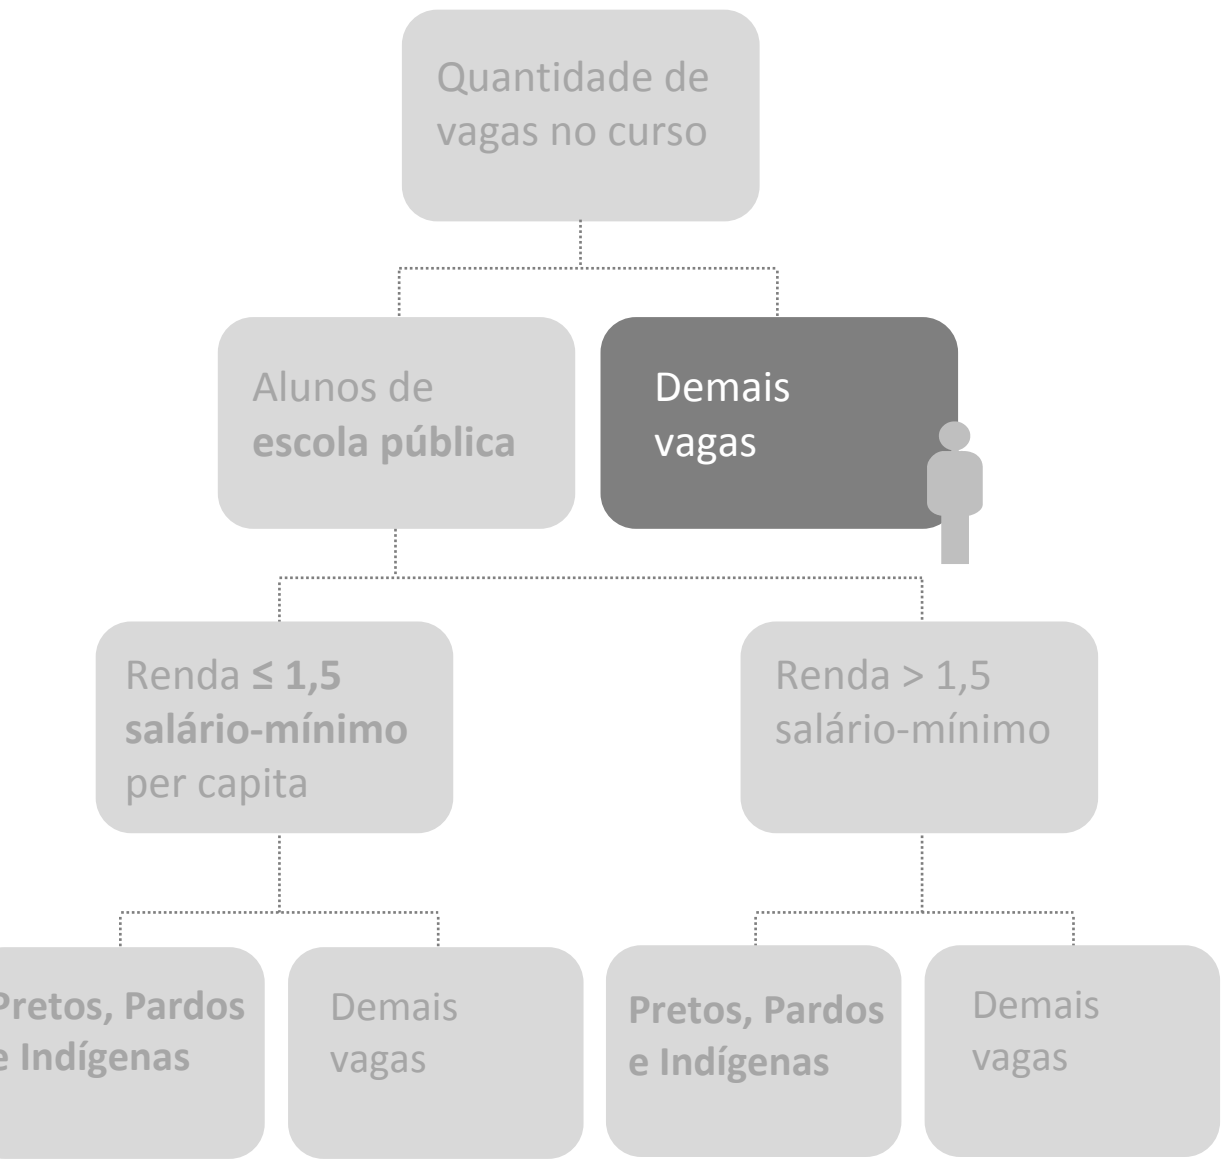 Quantidade de
vagas no curso
Alunos de
escola pública
Demais
vagas
Renda ≤ 1,5
salário-mínimo
per capita
Renda > 1,5
salário-mínimo
Pretos, Pardos
e Indígenas
Demais
vagas
Pretos, Pardos
e Indígenas
Demais
vagas